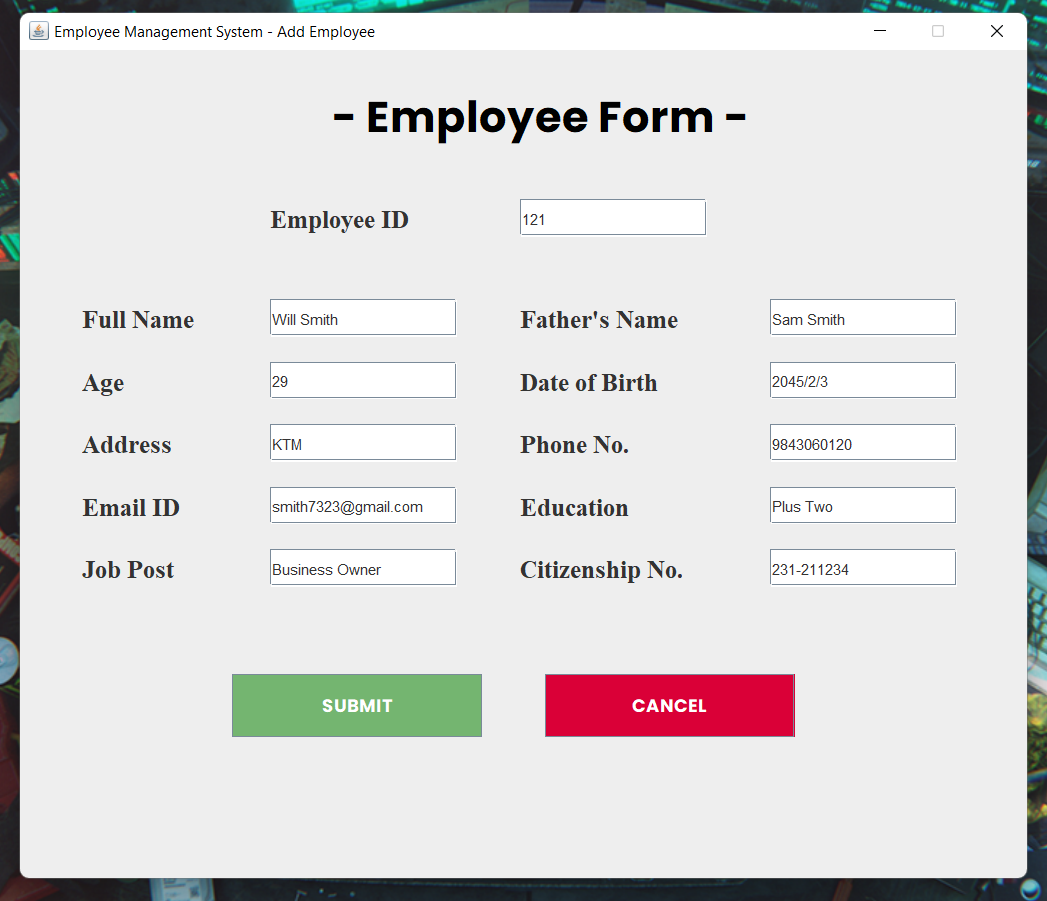 Employee Management System - Add Employee
- Employee Form -
Employee ID 121
Full Name Will Smith Father's Name Sam Smith
Age 29 Date of Birth 2045/2/3
Address KTM Phone No. 9843060120
Email ID smith7323@gmail.com Education Plus Two
Job Post Business Owner Citizenship No. 231-211234
SUBMIT CANCEL